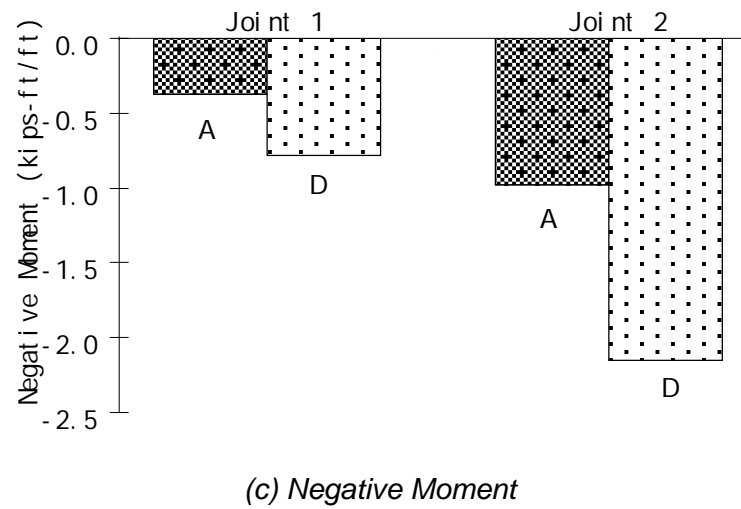 Joint 1 Joint 2
0.0
-0.5
-1.0
-1.5
-2.0
-2.5
Negative Moment (kips-ft/ft)
A
D
A
D
(c) Negative Moment